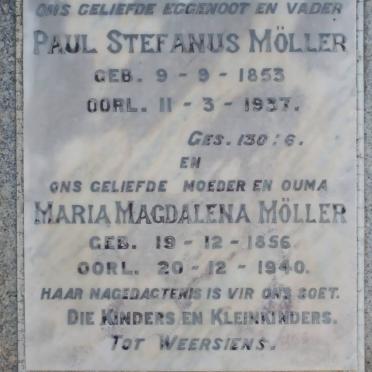 ONS GELIEFDE EGGENOOT EN VADER
PAUL STEFANUS MÖLLER
GEB. 9 - 9 - 1853
OORL. 11 - 3 - 1937.
GES. 130:6.
EN
ONS GELIEFDE MOEDER EN OUMA
MARIA MAGDALENA MÖLLER
GEB. 19 - 12 - 1856
OORL. 20 - 12 - 1940.
HAAR NAGEDAGTENIS IS VIR ONS SOET.
DIE KINDERS EN KLEINKINDERS.
TOT WEERSIENS.